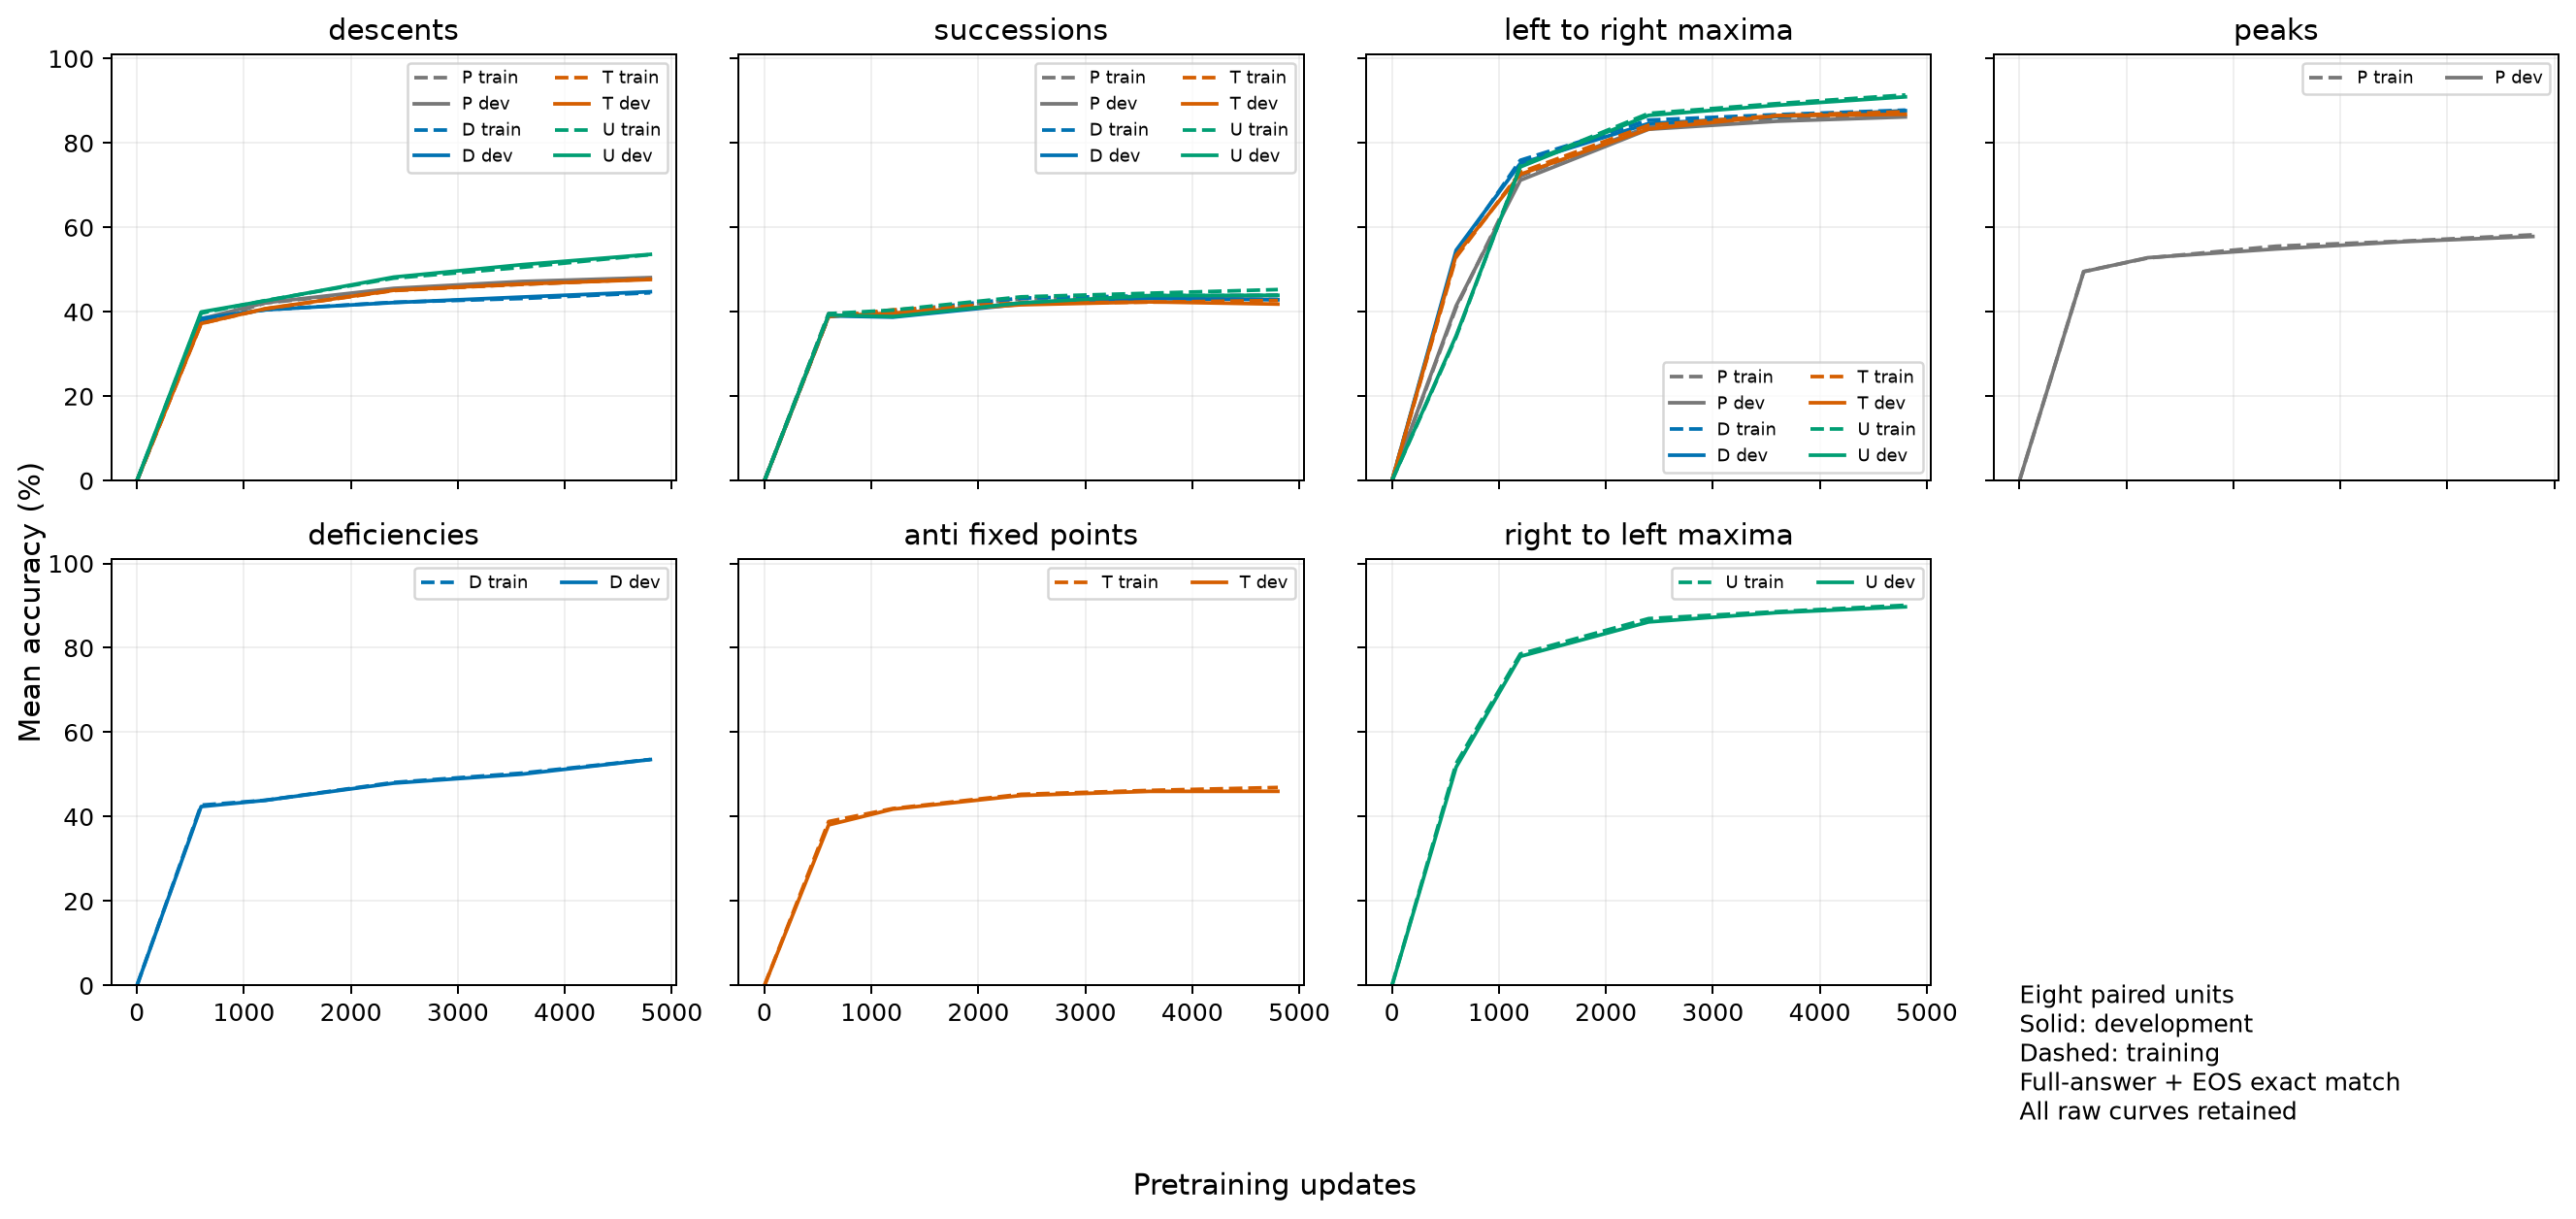 descents
successions
left to right maxima
peaks
100
80
60
40
20
0
P train
T train
P dev
T dev
D train
U train
D dev
U dev
P train
T train
P dev
T dev
D train
U train
D dev
U dev
P train
T train
P dev
T dev
D train
U train
D dev
U dev
P train
P dev
Mean accuracy (%)
deficiencies
anti fixed points
right to left maxima
100
80
60
40
20
0
D train
D dev
T train
T dev
U train
U dev
0 1000 2000 3000 4000 5000
0 1000 2000 3000 4000 5000
0 1000 2000 3000 4000 5000
Eight paired units
Solid: development
Dashed: training
Full-answer + EOS exact match
All raw curves retained
Pretraining updates